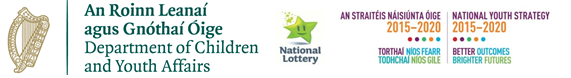 An Roinn Leanaí
agus Gnóthaí Óige
Department of Children
and Youth Affairs
National
Lottery
AN STRAITÉIS NÁISIÚNTA ÓIGE
2015–2020
TORTHAÍ NÍOS FEARR
TODHCHAÍ NÍOS GILE
NATIONAL YOUTH STRATEGY
2015–2020
BETTER OUTCOMES
BRIGHTER FUTURES